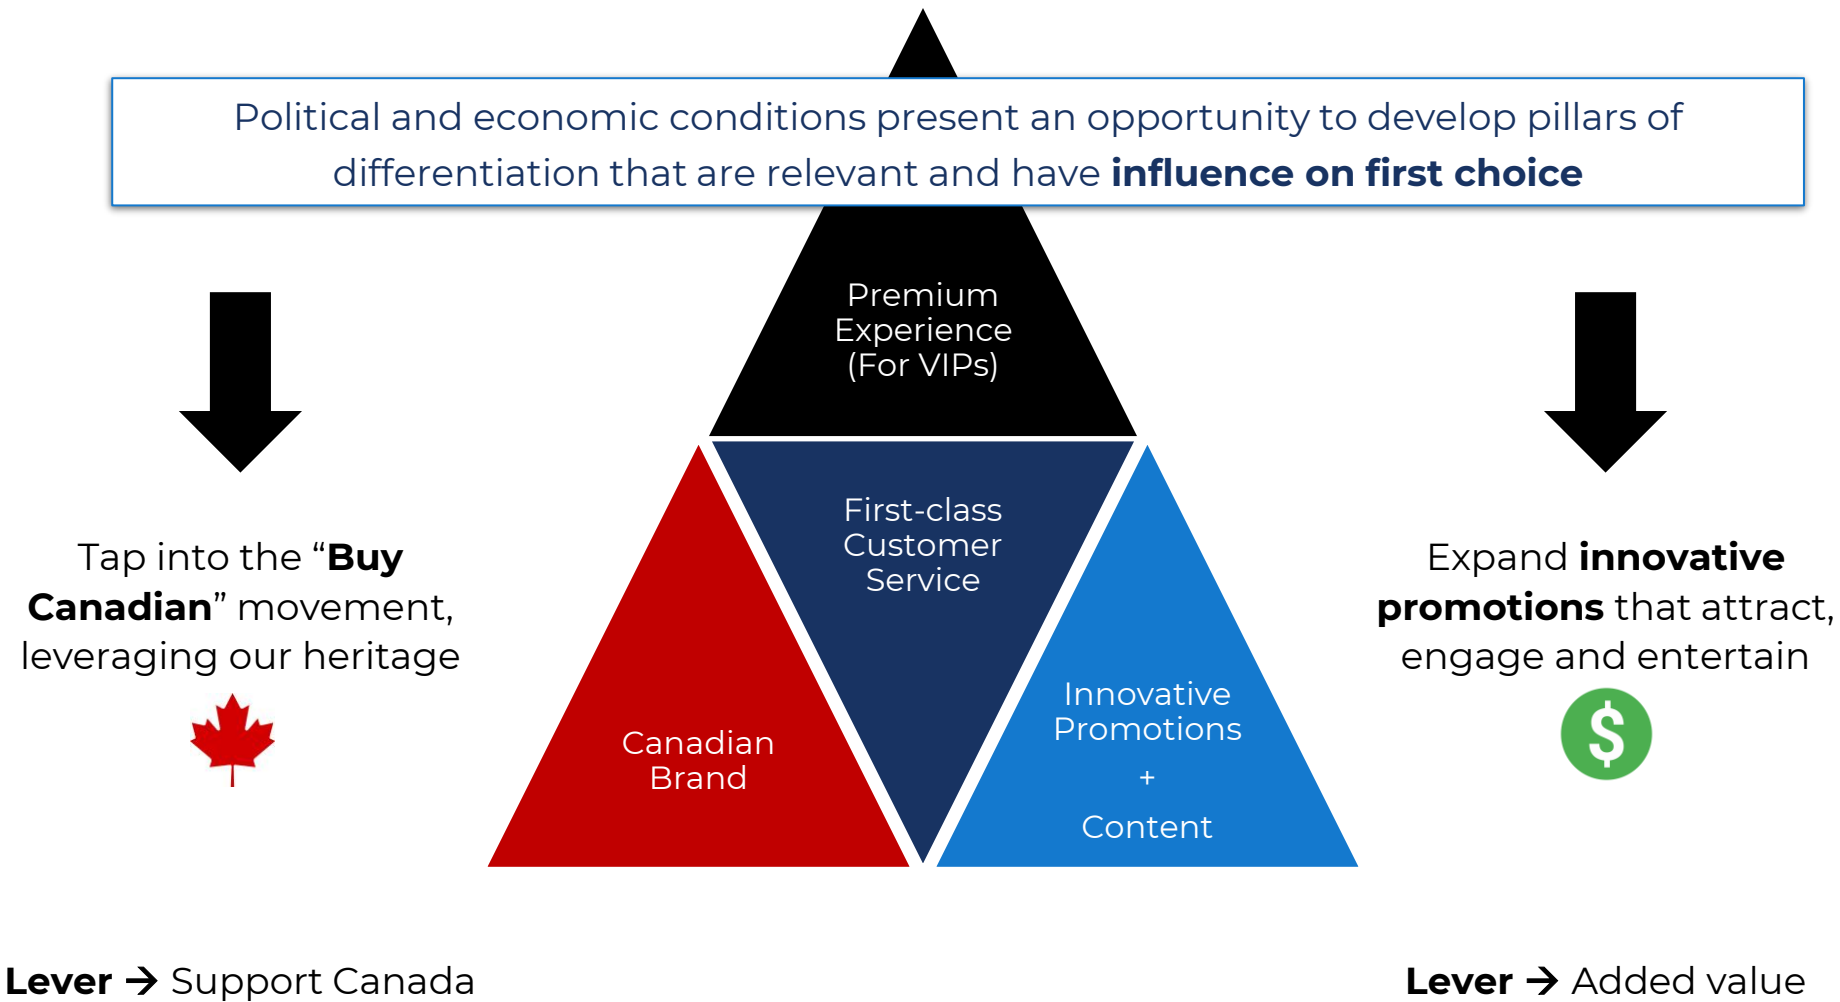 Political and economic conditions present an opportunity to develop pillars of
differentiation that are relevant and have influence on first choice
Premium
Experience
(For VIPs)
First-class
Customer
Service
Tap into the “Buy
Canadian” movement,
leveraging our heritage
Expand innovative
promotions that attract,
engage and entertain
$
Canadian
Brand
Innovative
Promotions
+
Content
Lever → Support Canada
Lever → Added value